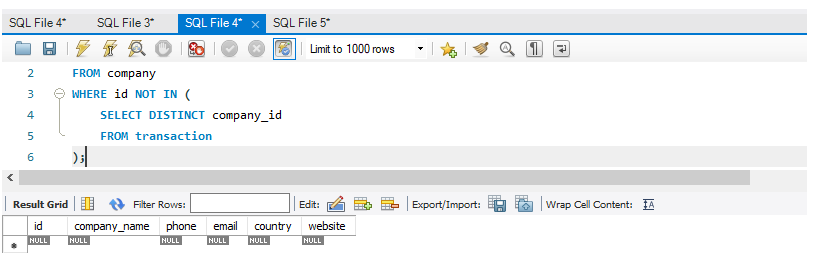 SQL File 4* SQL File 3* SQL File 4* SQL File 5*
Limit to 1000 rows
2 FROM company
3 WHERE id NOT IN (
4 SELECT DISTINCT company_id
5 FROM transaction
6 );
Result Grid Filter Rows: Edit: Export/Import: Wrap Cell Content: IA
id company_name phone email country website
NULL NULL NULL NULL NULL NULL